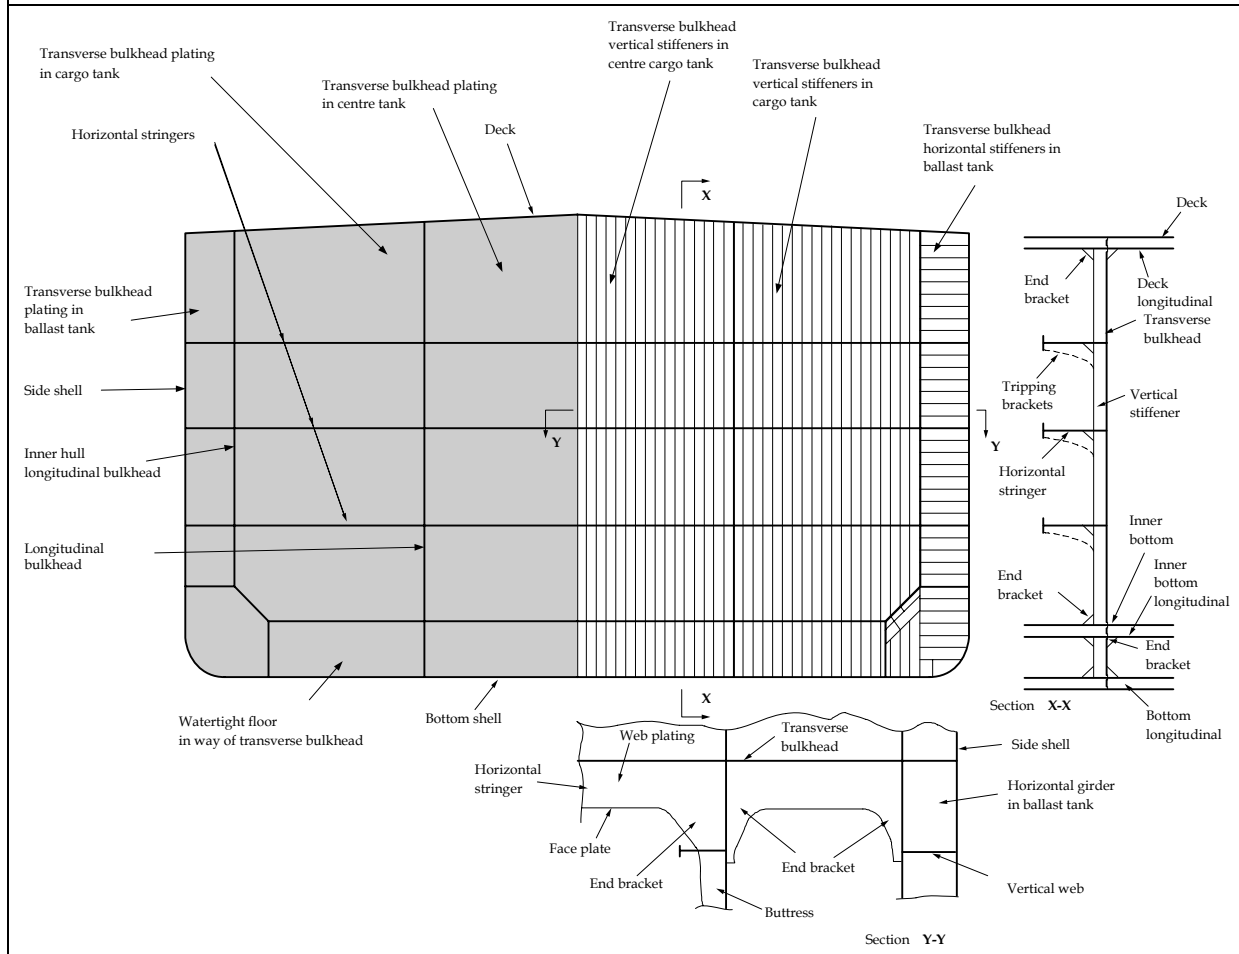 Transverse bulkhead
vertical stiffeners in
centre cargo tank
Transverse bulkhead plating
in cargo tank
Transverse bulkhead
vertical stiffeners in
cargo tank
Transverse bulkhead plating
in centre tank
Horizontal stringers
Deck
Transverse bulkhead
horizontal stiffeners in
ballast tank
X
Deck
End
bracket
Deck
longitudinal
Transverse
bulkhead
Transverse bulkhead
plating in
ballast tank
Side shell
Tripping
brackets
Vertical
stiffener
Y
Y
Inner hull
longitudinal bulkhead
Horizontal
stringer
Longitudinal
bulkhead
Inner
bottom
Inner
bottom
longitudinal
End
bracket
End
bracket
X
Section X-X
Bottom
longitudinal
Watertight floor
in way of transverse bulkhead
Bottom shell
Web plating
Transverse
bulkhead
Side shell
Horizontal
stringer
Horizontal girder
in ballast tank
Face plate
End bracket
End bracket
Vertical web
Buttress
Section Y-Y